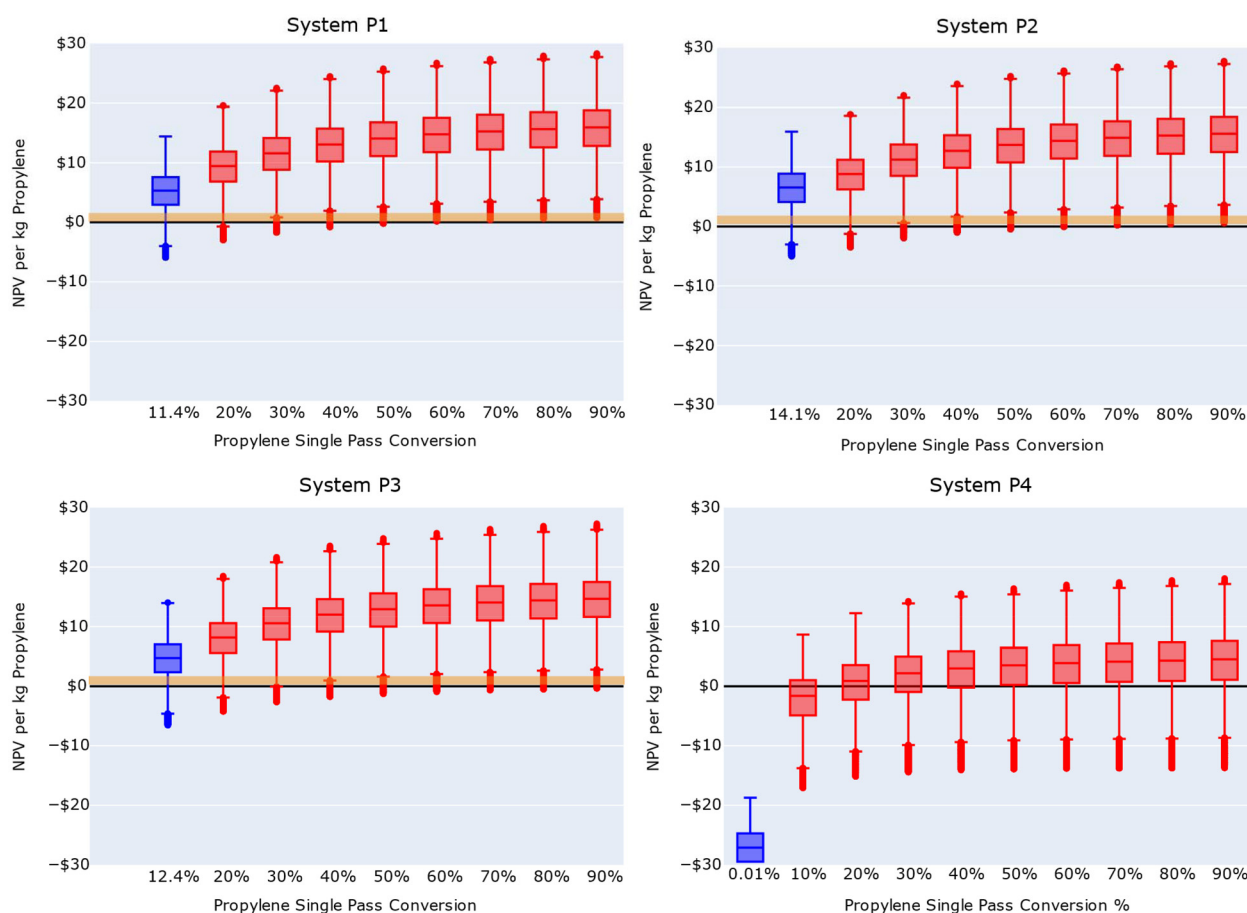 System P1
$30
$20
$10
$0
−$10
−$20
−$30
NPV per kg Propylene
11.4% 20% 30% 40% 50% 60% 70% 80% 90%
Propylene Single Pass Conversion
System P2
$30
$20
$10
$0
−$10
−$20
−$30
NPV per kg Propylene
14.1% 20% 30% 40% 50% 60% 70% 80% 90%
Propylene Single Pass Conversion
System P3
$30
$20
$10
$0
−$10
−$20
−$30
NPV per kg Propylene
12.4% 20% 30% 40% 50% 60% 70% 80% 90%
Propylene Single Pass Conversion
System P4
$30
$20
$10
$0
−$10
−$20
−$30
NPV per kg Propylene
0.01% 10% 20% 30% 40% 50% 60% 70% 80% 90%
Propylene Single Pass Conversion %